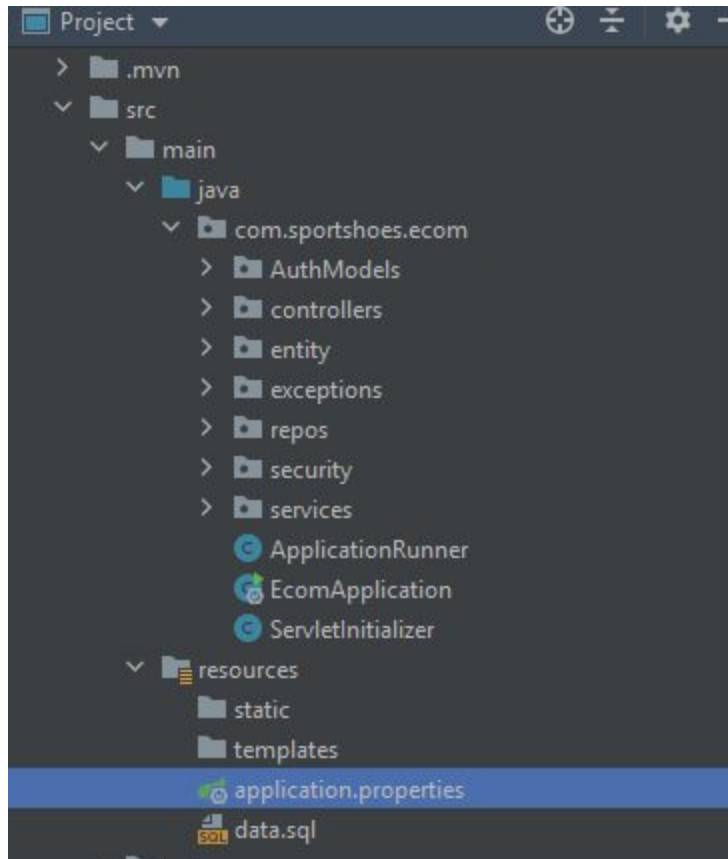 Project
.mvn
src
main
java
com.sportshoes.ecom
AuthModels
controllers
entity
exceptions
repos
security
services
C ApplicationRunner
C EcomApplication
C ServletInitializer
resources
static
templates
application.properties
SQL data.sql